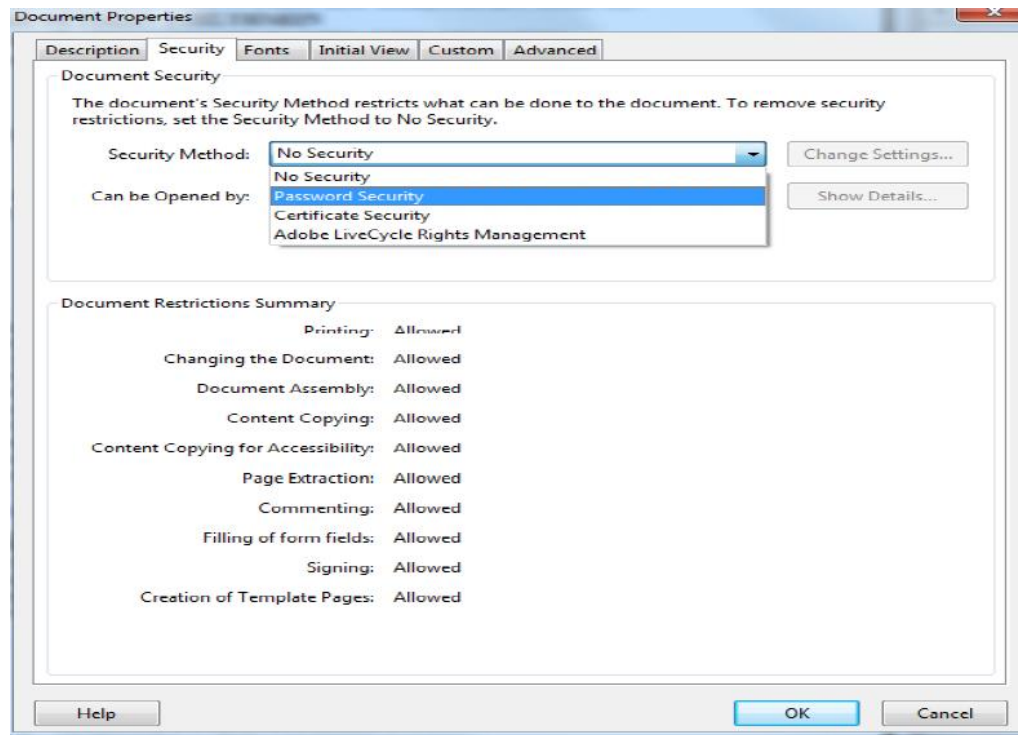 Document Properties
Description Security Fonts Initial View Custom Advanced
Document Security
The document's Security Method restricts what can be done to the document. To remove security
restrictions, set the Security Method to No Security.
Security Method: No Security Change Settings...
No Security
Can be Opened by: Password Security Show Details...
Certificate Security
Adobe LiveCycle Rights Management
Document Restrictions Summary
Printing: Allowed
Changing the Document: Allowed
Document Assembly: Allowed
Content Copying: Allowed
Content Copying for Accessibility: Allowed
Page Extraction: Allowed
Commenting: Allowed
Filling of form fields: Allowed
Signing: Allowed
Creation of Template Pages: Allowed
Help OK Cancel